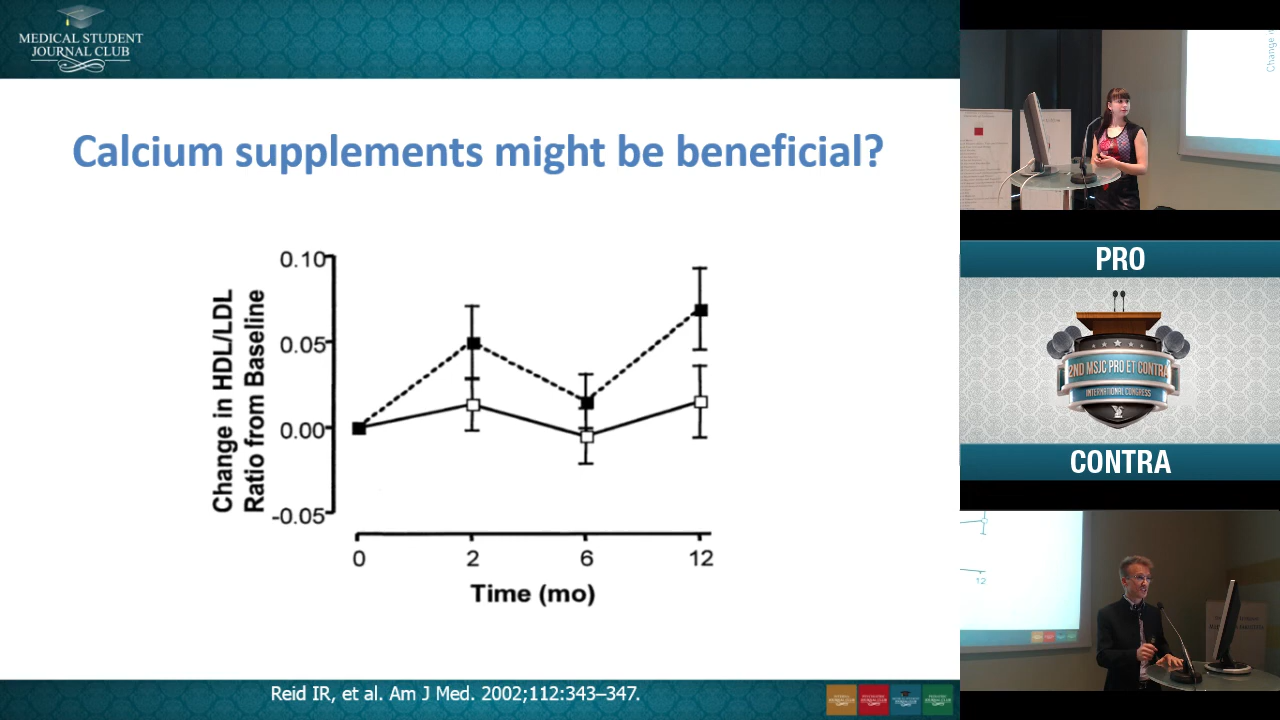 MEDICAL STUDENT
JOURNAL CLUB
Calcium supplements might be beneficial?
Change in HDL/LDL
Ratio from Baseline
0.10
0.05
0.00
-0.05
0
2
6
12
Time (mo)
Reid IR, et al. Am J Med. 2002;112:343–347.
PRO
2ND MSJC PRO ET CONTRA
INTERNATIONAL CONGRESS
CONTRA
12